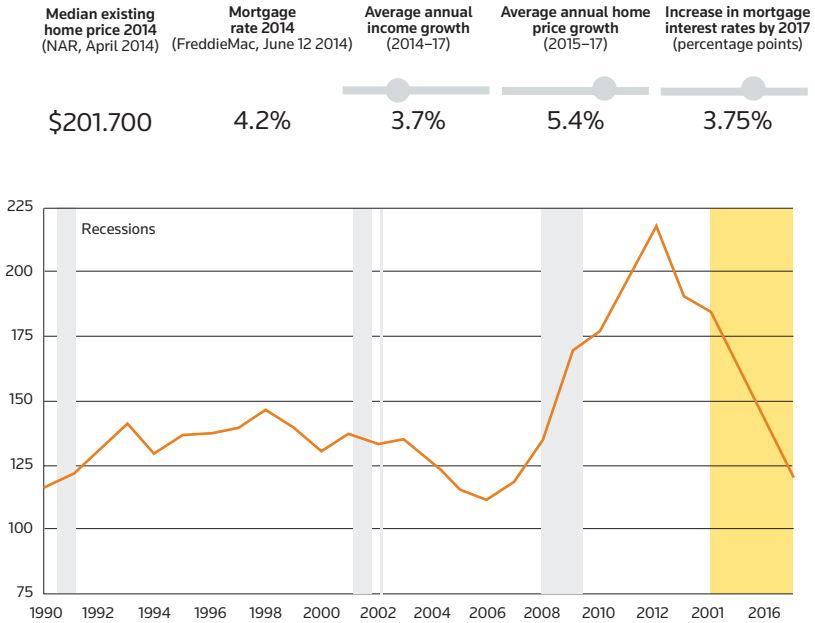 Median existing
home price 2014
(NAR, April 2014)
Mortgage
rate 2014
(FreddieMac, June 12 2014)
Average annual
income growth
(2014–17)
Average annual home
price growth
(2015–17)
Increase in mortgage
interest rates by 2017
(percentage points)
$201.700
4.2%
3.7%
5.4%
3.75%
225
Recessions
200
175
150
125
100
75
1990 1992 1994 1996 1998 2000 2002 2004 2006 2008 2010 2012 2001 2016